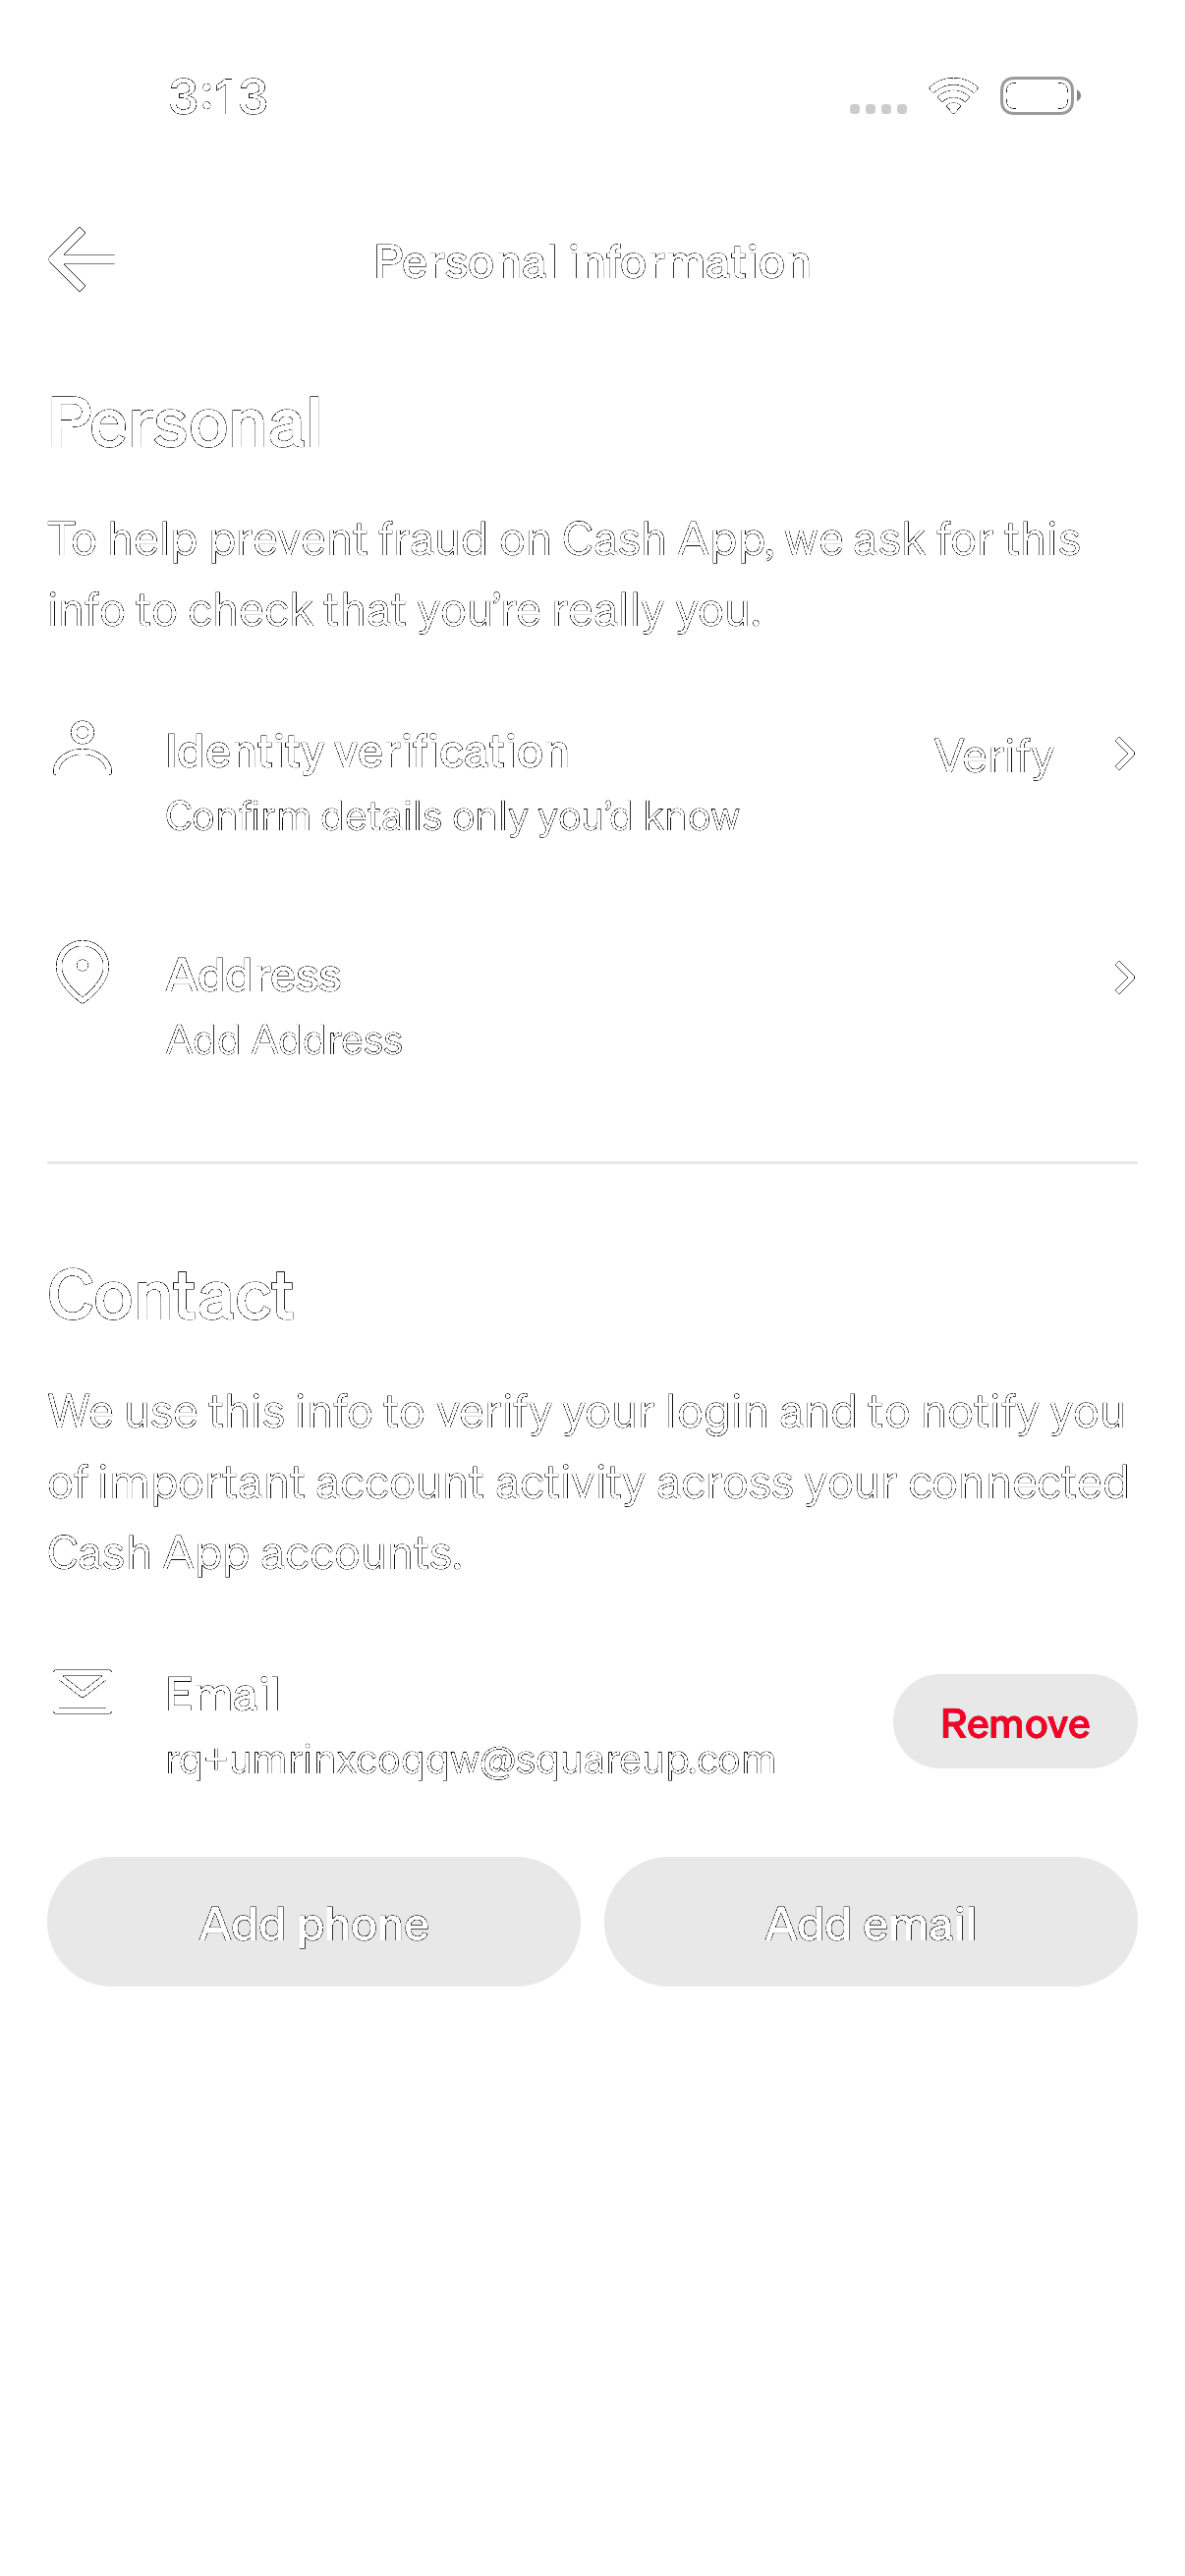 3:13
Personal information
Personal
To help prevent fraud on Cash App, we ask for this
info to check that you’re really you.
Identity verification
Verify
Confirm details only you’d know
Address
Add Address
Contact
We use this info to verify your login and to notify you
of important account activity across your connected
Cash App accounts.
Email
Remove
rq+umrinxcoqqw@squareup.com
Add phone
Add email